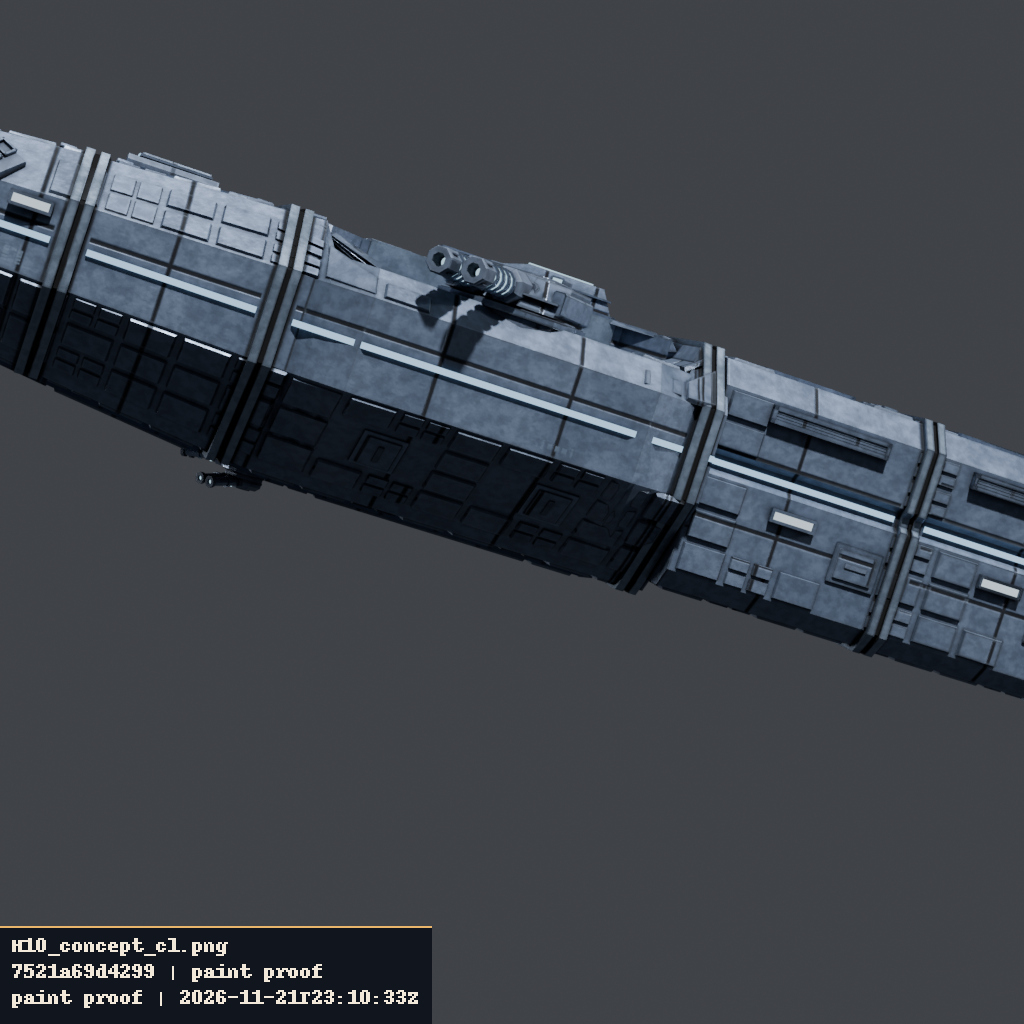 H10_concept_c1.png
7521a69d4299 | paint proof
paint proof | 2026-11-21T23:10:33Z